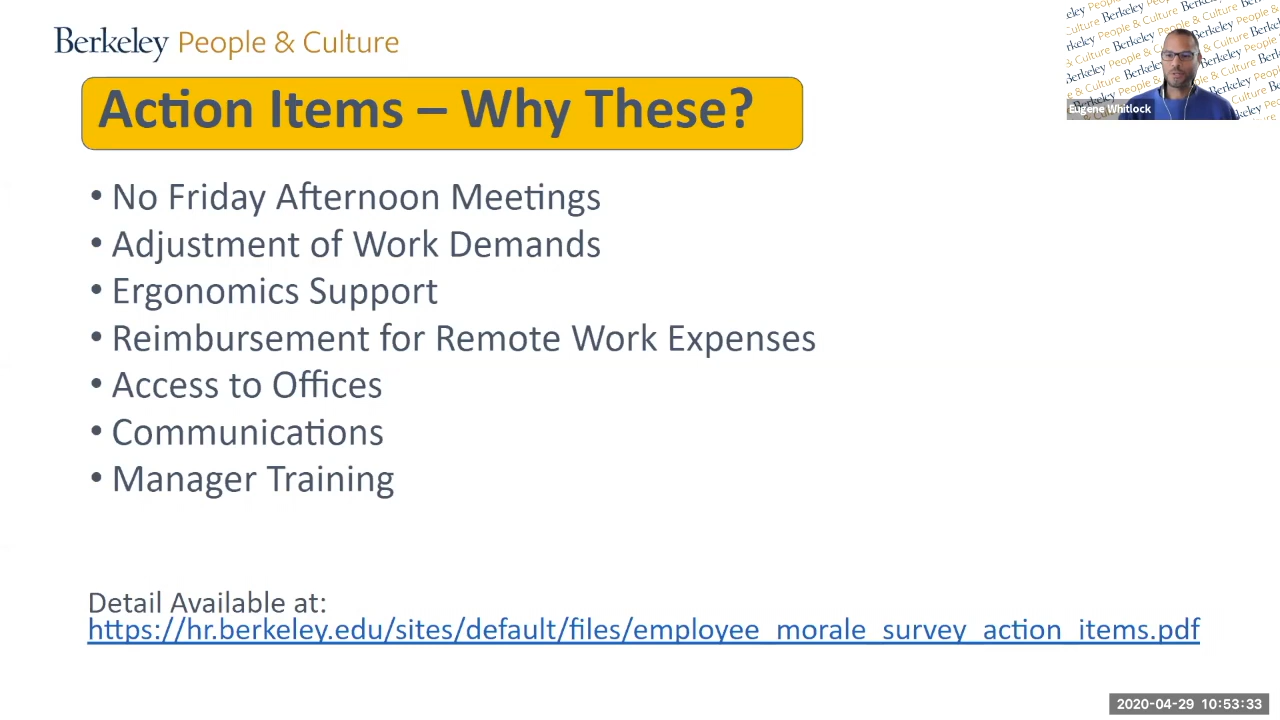 Berkeley People & Culture
Action Items – Why These?
• No Friday Afternoon Meetings
• Adjustment of Work Demands
• Ergonomics Support
• Reimbursement for Remote Work Expenses
• Access to Offices
• Communications
• Manager Training
Detail Available at:
https://hr.berkeley.edu/sites/default/files/employee_morale_survey_action_items.pdf
Eugene Whitlock
2020-04-29 10:53:33